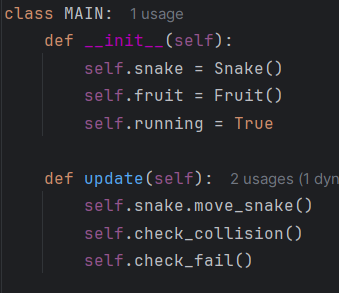 class MAIN: 1 usage
    def __init__(self):
        self.snake = Snake()
        self.fruit = Fruit()
        self.running = True

    def update(self): 2 usages (1 dyn
        self.snake.move_snake()
        self.check_collision()
        self.check_fail()